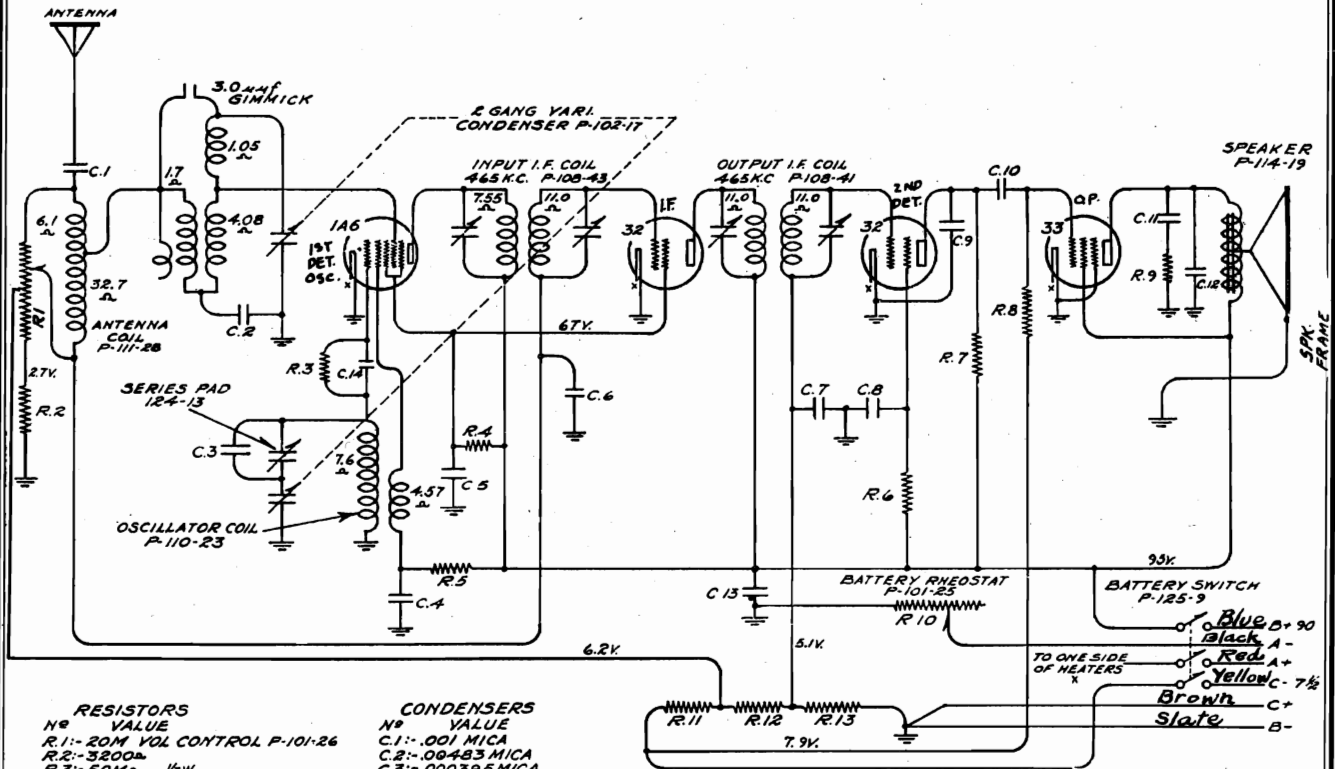 ANTENNA
3.0 μμf
GIMMICK
2 GANG VARI.
CONDENSER P-102-17
SPEAKER
P-114-19
INPUT I.F. COIL
465 K.C. P-108-43
OUTPUT I.F. COIL
465 KC P-108-41
C.1
1.7 Ω
1.05 Ω
7.55 Ω
11.0 Ω
I.F.
11.0 Ω
11.0 Ω
2ND
DET.
C.10
6.1 Ω
4.08 Ω
1A6
32
32
C.9
O.P.
33
C.11
1ST
DET.
OSC.
x
x
x
x
R.9
C.12
R1
32.7 Ω
ANTENNA
COIL
P-111-28
C.2
67V.
R.8
R.7
SPK.
FRAME
2.7V.
R.3
C.14
C.6
C.7
C.8
SERIES PAD
124-13
R.2
C.3
7.6 Ω
R.4
C 5
4.57 Ω
R.6
OSCILLATOR COIL
P-110-23
R.5
95V.
C.4
C 13
BATTERY RHEOSTAT
P-101-25
R 10
BATTERY SWITCH
P-125-9
Blue B+ 90
Black A-
TO ONE SIDE
OF HEATERS
x
Red A+
Yellow C- 7½
Brown C+
Slate B-
6.2V.
5.1V.
R.11
R.12
R.13
7.9V.
RESISTORS
Nº VALUE
R.1:- 20M VOL CONTROL P-101-26
R.2:- 3200Ω
CONDENSERS
Nº VALUE
C.1:- .001 MICA
C.2:- .00483 MICA